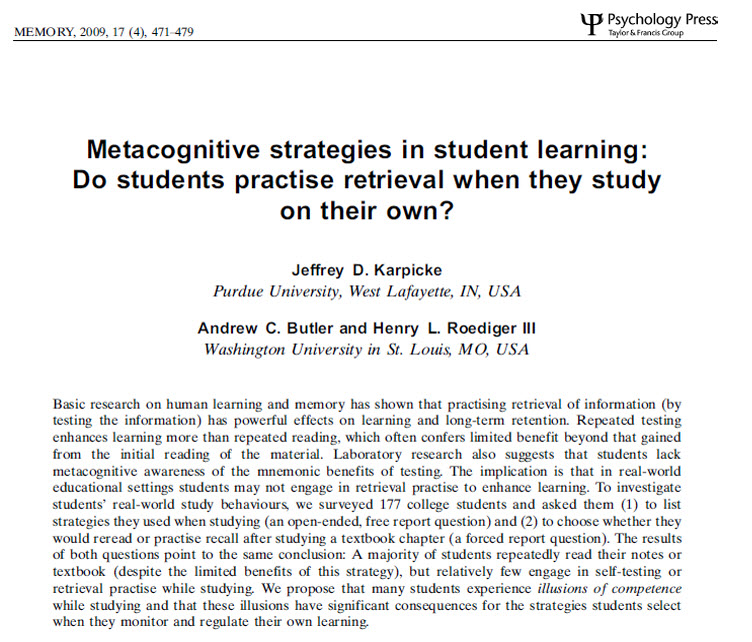 MEMORY, 2009, 17 (4), 471–479
Psychology Press
Taylor & Francis Group
Metacognitive strategies in student learning:
Do students practise retrieval when they study
on their own?
Jeffrey D. Karpicke
Purdue University, West Lafayette, IN, USA
Andrew C. Butler and Henry L. Roediger III
Washington University in St. Louis, MO, USA
Basic research on human learning and memory has shown that practising retrieval of information (by
testing the information) has powerful effects on learning and long-term retention. Repeated testing
enhances learning more than repeated reading, which often confers limited benefit beyond that gained
from the initial reading of the material. Laboratory research also suggests that students lack
metacognitive awareness of the mnemonic benefits of testing. The implication is that in real-world
educational settings students may not engage in retrieval practise to enhance learning. To investigate
students' real-world study behaviours, we surveyed 177 college students and asked them (1) to list
strategies they used when studying (an open-ended, free report question) and (2) to choose whether they
would reread or practise recall after studying a textbook chapter (a forced report question). The results
of both questions point to the same conclusion: A majority of students repeatedly read their notes or
textbook (despite the limited benefits of this strategy), but relatively few engage in self-testing or
retrieval practise while studying. We propose that many students experience illusions of competence
while studying and that these illusions have significant consequences for the strategies students select
when they monitor and regulate their own learning.